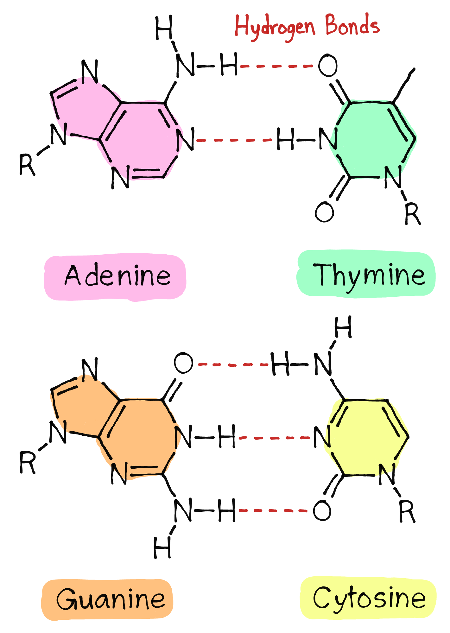 Hydrogen Bonds
H
N
N-H
O
N
N
H-N
R
N
O
N
R
Adenine
Thymine
H
N
O
H-N
N
N-H
N
R
N
N
N-H
O
R
H
Guanine
Cytosine